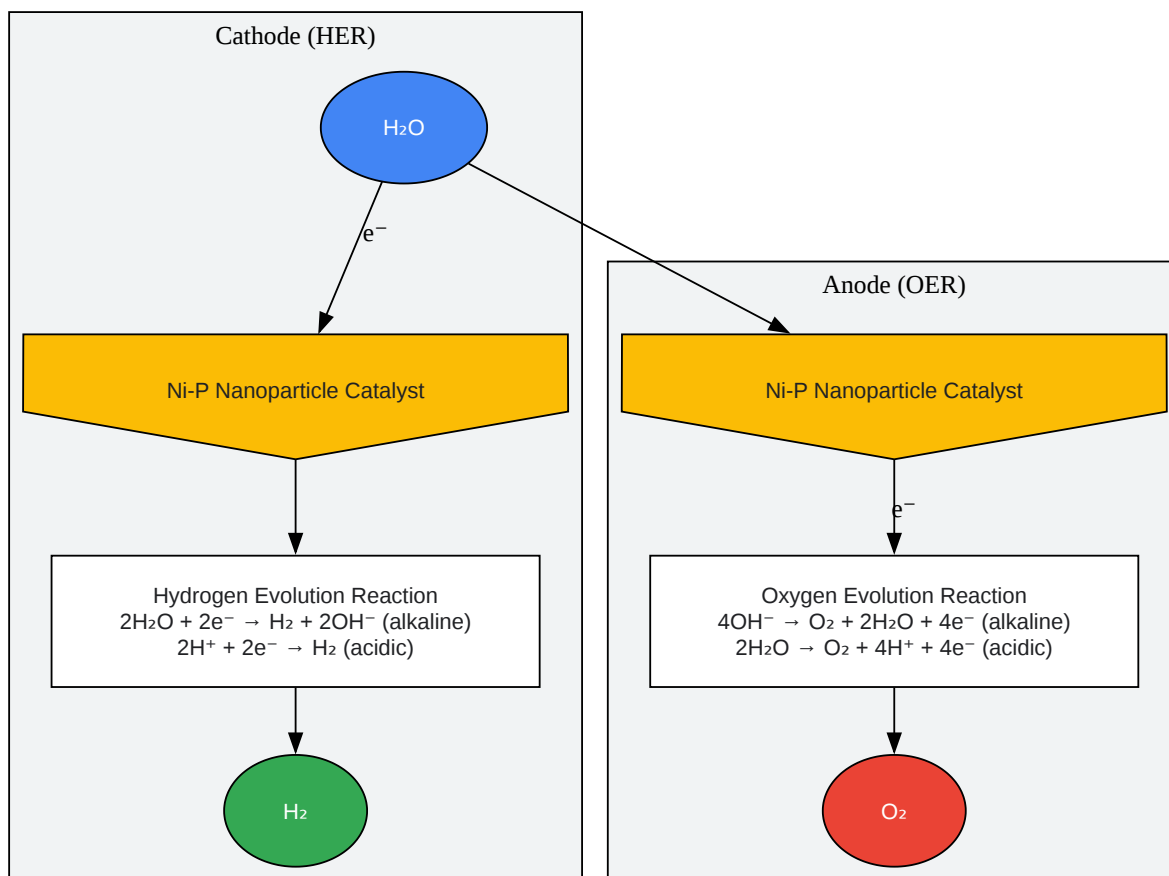 Cathode (HER)
H₂O
e⁻
Anode (OER)
Ni-P Nanoparticle Catalyst
Ni-P Nanoparticle Catalyst
e⁻
Hydrogen Evolution Reaction
2H₂O + 2e⁻ → H₂ + 2OH⁻ (alkaline)
2H⁺ + 2e⁻ → H₂ (acidic)
Oxygen Evolution Reaction
4OH⁻ → O₂ + 2H₂O + 4e⁻ (alkaline)
2H₂O → O₂ + 4H⁺ + 4e⁻ (acidic)
H₂
O₂